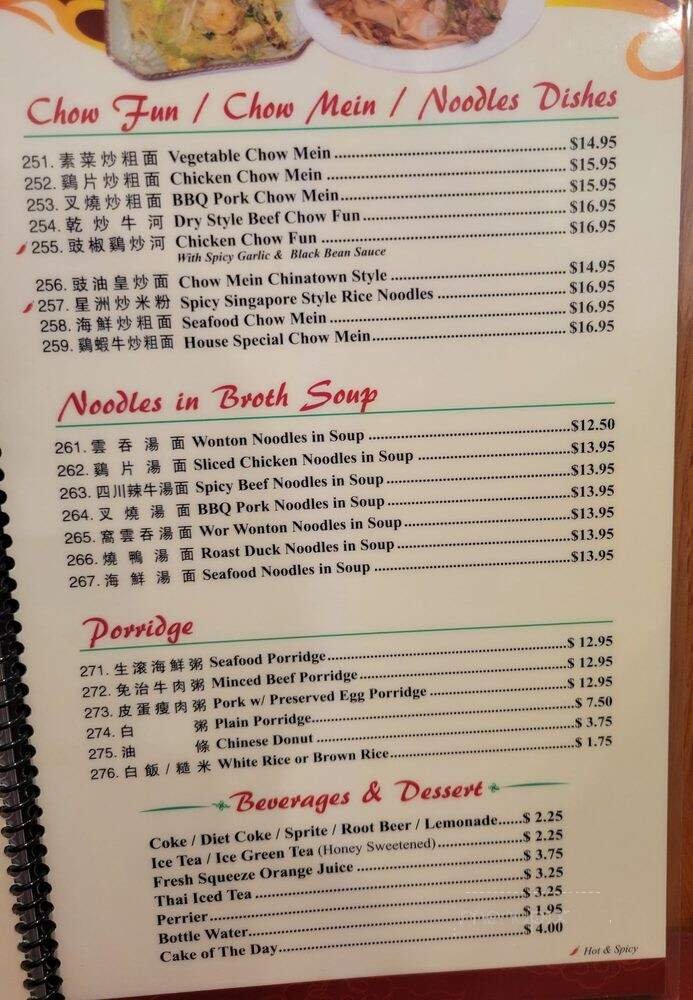 Chow Fun / Chow Mein / Noodles Dishes
251. 素菜炒粗面 Vegetable Chow Mein $14.95
252. 鷄片炒粗面 Chicken Chow Mein $15.95
253. 叉燒炒粗面 BBQ Pork Chow Mein $15.95
254. 乾炒牛河 Dry Style Beef Chow Fun $16.95
255. 豉椒鷄炒河 Chicken Chow Fun $16.95
With Spicy Garlic & Black Bean Sauce
256. 豉油皇炒面 Chow Mein Chinatown Style $14.95
257. 星洲炒米粉 Spicy Singapore Style Rice Noodles $16.95
258. 海鮮炒粗面 Seafood Chow Mein $16.95
259. 鷄蝦牛炒粗面 House Special Chow Mein $16.95
Noodles in Broth Soup
261. 雲吞湯面 Wonton Noodles in Soup $12.50
262. 鷄片湯面 Sliced Chicken Noodles in Soup $13.95
263. 四川辣牛湯面 Spicy Beef Noodles in Soup $13.95
264. 叉燒湯面 BBQ Pork Noodles in Soup $13.95
265. 窩雲吞湯面 Wor Wonton Noodles in Soup $13.95
266. 燒鴨湯面 Roast Duck Noodles in Soup $13.95
267. 海鮮湯面 Seafood Noodles in Soup $13.95
Porridge
271. 生滾海鮮粥 Seafood Porridge $ 12.95
272. 免治牛肉粥 Minced Beef Porridge $ 12.95
273. 皮蛋瘦肉粥 Pork w/ Preserved Egg Porridge $ 12.95
274. 白粥 Plain Porridge $ 7.50
275. 油條 Chinese Donut $ 3.75
276. 白飯 / 糙米 White Rice or Brown Rice $ 1.75
Beverages & Dessert
Coke / Diet Coke / Sprite / Root Beer / Lemonade $ 2.25
Ice Tea / Ice Green Tea (Honey Sweetened) $ 2.25
Fresh Squeeze Orange Juice $ 3.75
Thai Iced Tea $ 3.25
Perrier $ 3.25
Bottle Water $ 1.95
Cake of The Day $ 4.00
Hot & Spicy